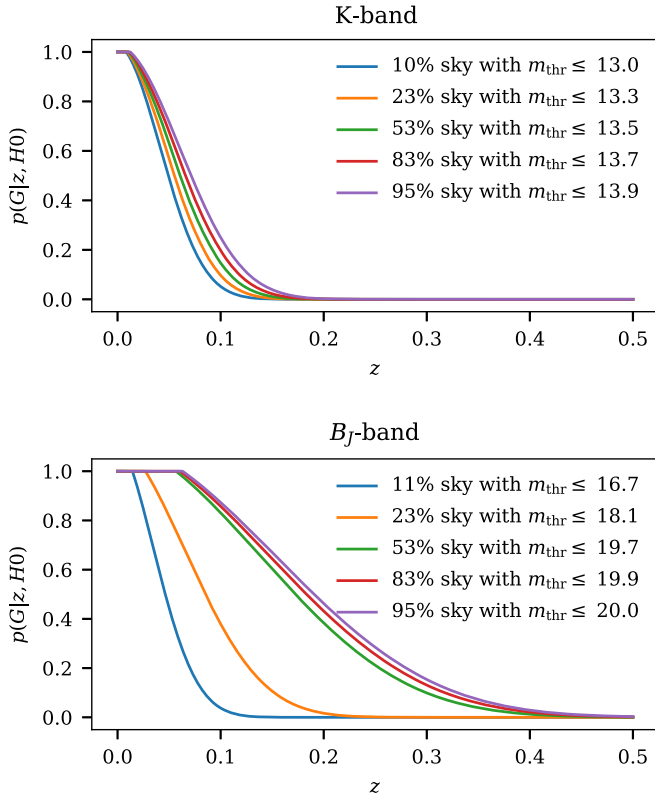 K-band
p(G|z, H0)
1.0
0.8
0.6
0.4
0.2
0.0
10% sky with m_thr ≤ 13.0
23% sky with m_thr ≤ 13.3
53% sky with m_thr ≤ 13.5
83% sky with m_thr ≤ 13.7
95% sky with m_thr ≤ 13.9
0.0 0.1 0.2 0.3 0.4 0.5
z
B_J-band
p(G|z, H0)
1.0
0.8
0.6
0.4
0.2
0.0
11% sky with m_thr ≤ 16.7
23% sky with m_thr ≤ 18.1
53% sky with m_thr ≤ 19.7
83% sky with m_thr ≤ 19.9
95% sky with m_thr ≤ 20.0
0.0 0.1 0.2 0.3 0.4 0.5
z